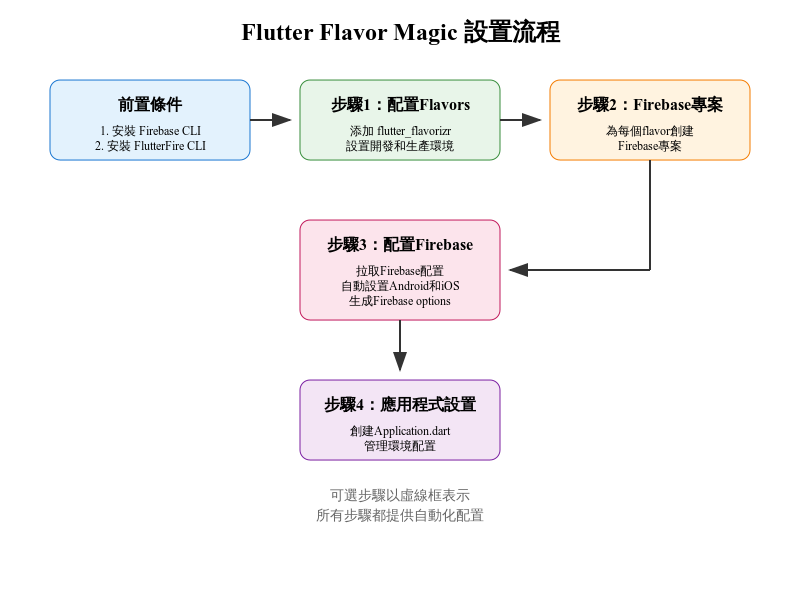 Flutter Flavor Magic 設置流程
前置條件
1. 安裝 Firebase CLI
2. 安裝 FlutterFire CLI
步驟1：配置Flavors
添加 flutter_flavorizr
設置開發和生產環境
步驟2：Firebase專案
為每個flavor創建
Firebase專案
步驟3：配置Firebase
拉取Firebase配置
自動設置Android和iOS
生成Firebase options
步驟4：應用程式設置
創建Application.dart
管理環境配置
可選步驟以虛線框表示
所有步驟都提供自動化配置